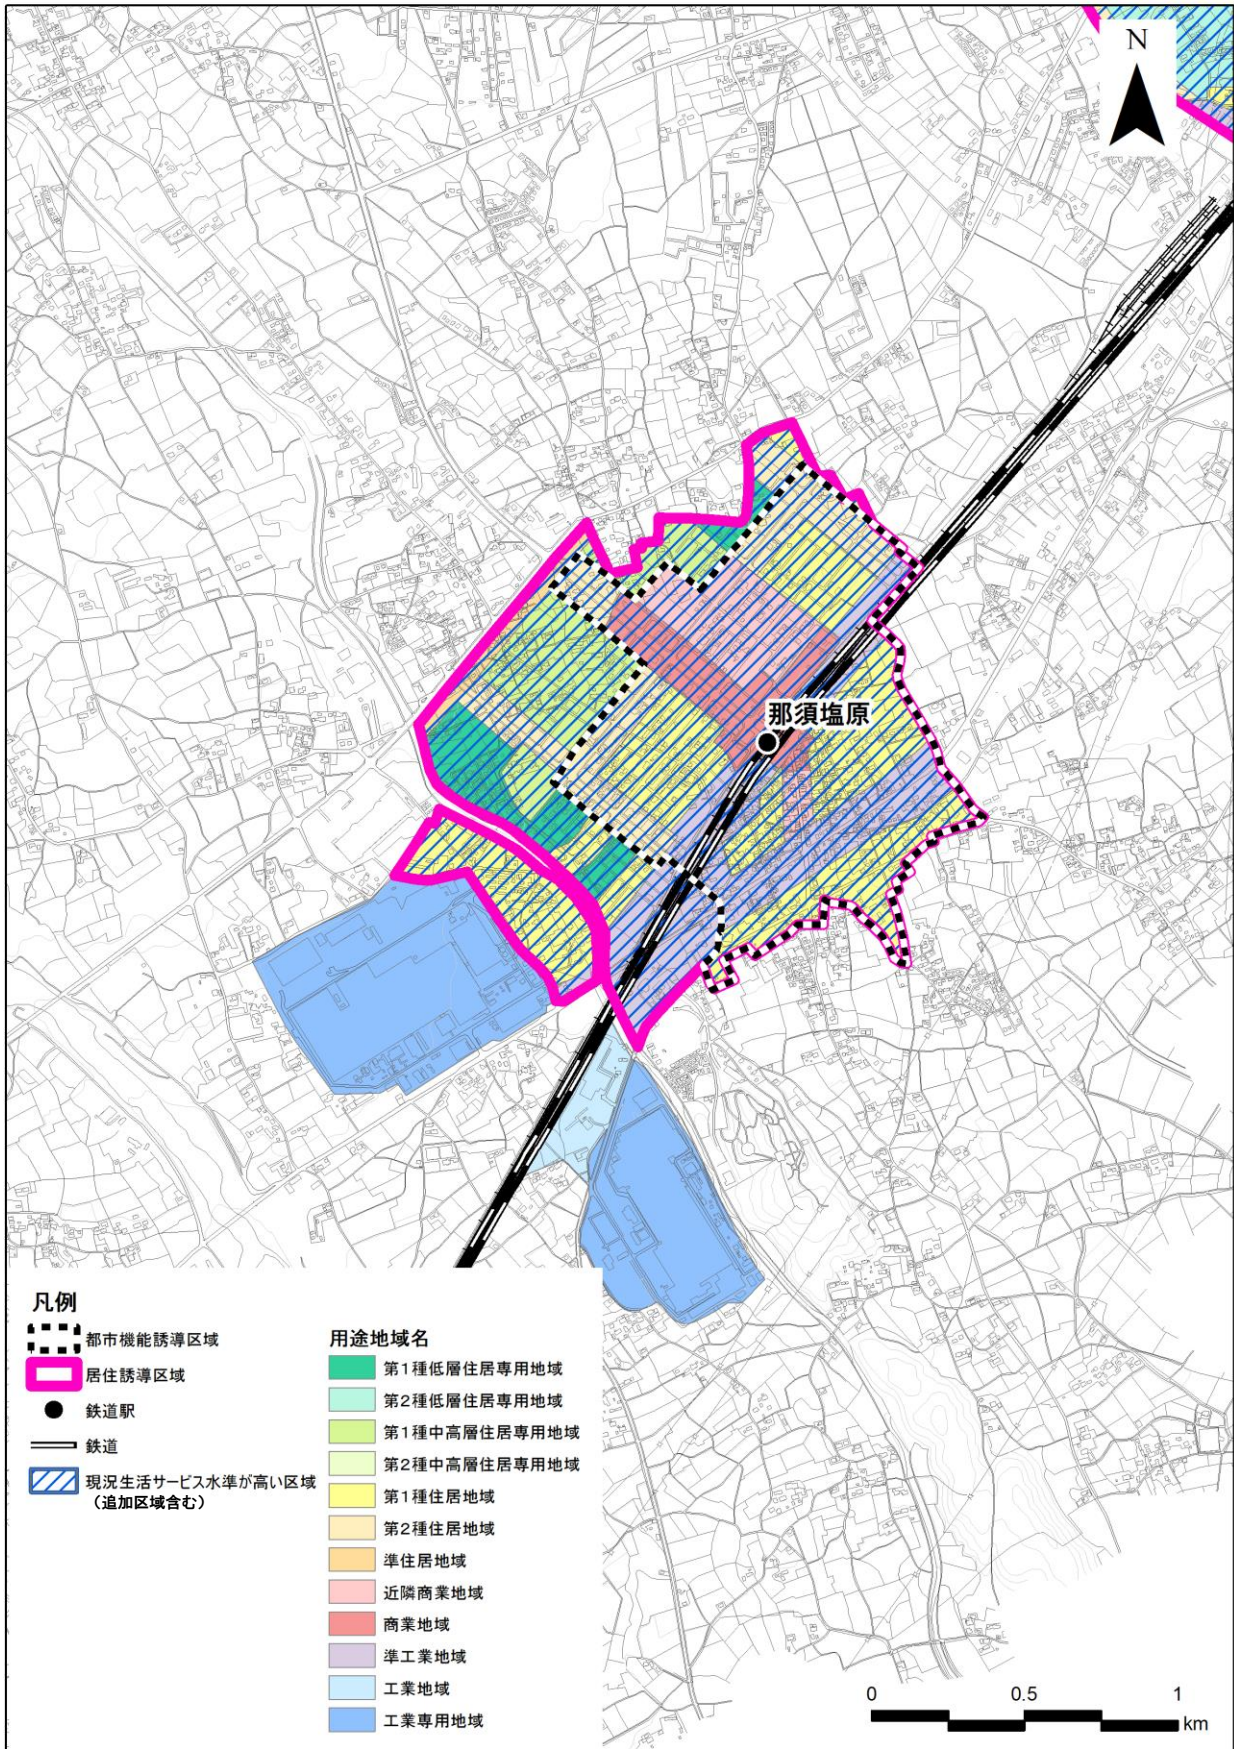 N
那須塩原
凡例
都市機能誘導区域
居住誘導区域
鉄道駅
鉄道
現況生活サービス水準が高い区域
（追加区域含む）
用途地域名
第1種低層住居専用地域
第2種低層住居専用地域
第1種中高層住居専用地域
第2種中高層住居専用地域
第1種住居地域
第2種住居地域
準住居地域
近隣商業地域
商業地域
準工業地域
工業地域
工業専用地域
0 0.5 1
km